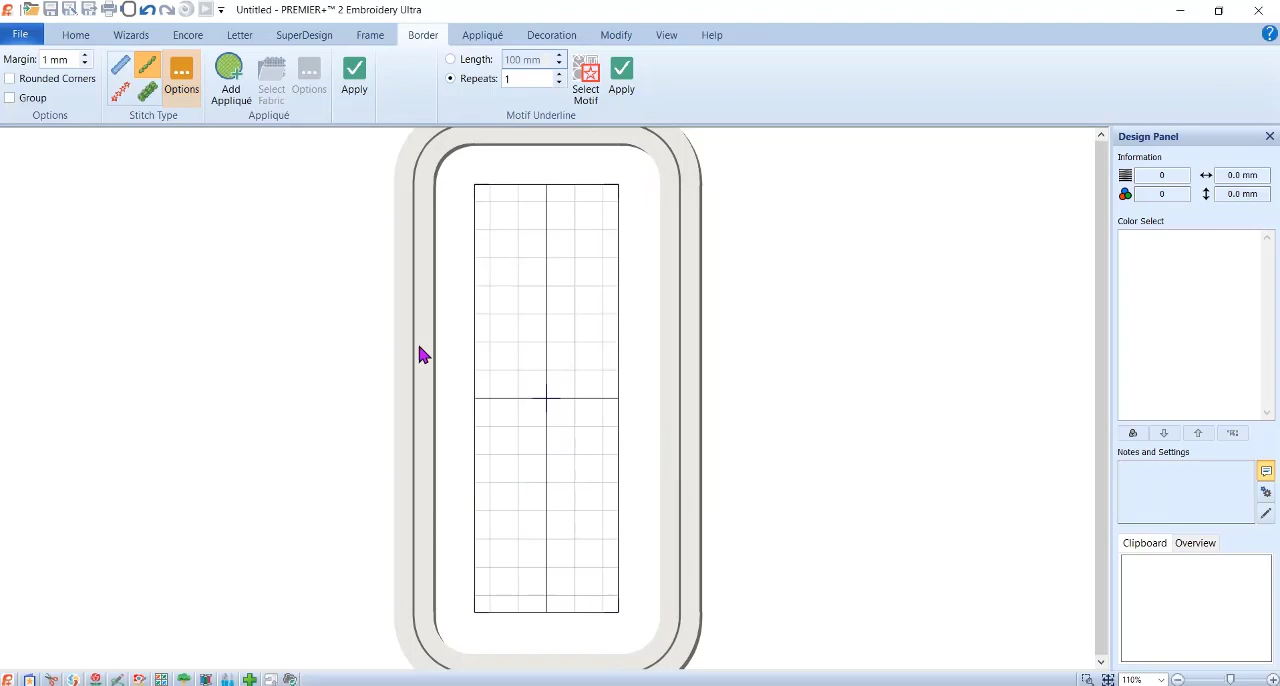 Untitled - PREMIER+™ 2 Embroidery Ultra
File Home Wizards Encore Letter SuperDesign Frame Border Appliqué Decoration Modify View Help
Margin: 1 mm
Rounded Corners
Group
Options
Options
Stitch Type
Add Appliqué
Select Fabric
Options
Appliqué
Apply
Length: 100 mm
Repeats: 1
Select Motif
Apply
Motif Underline
Design Panel
Information
0 0.0 mm
0 0.0 mm
Color Select
Notes and Settings
Clipboard Overview
110%